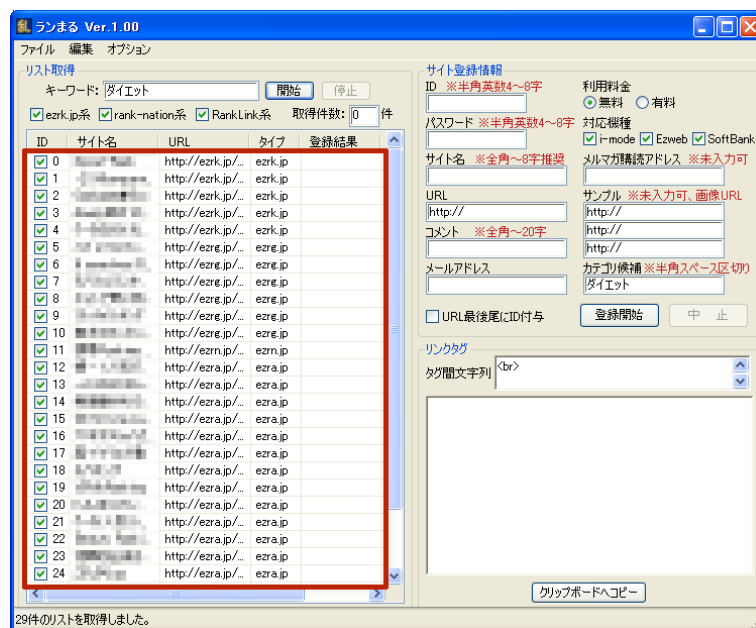 ランまる Ver.1.00
ファイル 編集 オプション
リスト取得
キーワード: ダイエット 開始 停止
ezrk.jp系 rank-nation系 RankLink系 取得件数: 0 件
ID サイト名 URL タイプ 登録結果
0 http://ezrk.jp/... ezrk.jp
1 http://ezrk.jp/... ezrk.jp
2 http://ezrk.jp/... ezrk.jp
3 http://ezrk.jp/... ezrk.jp
4 http://ezrk.jp/... ezrk.jp
5 http://ezrg.jp/... ezrg.jp
6 http://ezrg.jp/... ezrg.jp
7 http://ezrg.jp/... ezrg.jp
8 http://ezrg.jp/... ezrg.jp
9 http://ezrg.jp/... ezrg.jp
10 http://ezrg.jp/... ezrg.jp
11 http://ezrn.jp/... ezrn.jp
12 http://ezra.jp/... ezra.jp
13 http://ezra.jp/... ezra.jp
14 http://ezra.jp/... ezra.jp
15 http://ezra.jp/... ezra.jp
16 http://ezra.jp/... ezra.jp
17 http://ezra.jp/... ezra.jp
18 http://ezra.jp/... ezra.jp
19 http://ezra.jp/... ezra.jp
20 http://ezra.jp/... ezra.jp
21 http://ezra.jp/... ezra.jp
22 http://ezra.jp/... ezra.jp
23 http://ezra.jp/... ezra.jp
24 http://ezra.jp/... ezra.jp
サイト登録情報
ID ※半角英数4～8字
利用料金
無料 有料
パスワード ※半角英数4～8字
対応機種
i-mode Ezweb SoftBank
サイト名 ※全角～8字推奨
メルマガ購読アドレス ※未入力可
URL
http://
サンプル ※未入力可、画像URL
http://
http://
http://
コメント ※全角～20字
メールアドレス
カテゴリ候補 ※半角スペース区切り
ダイエット
URL最後尾にID付与 登録開始 中 止
リンクタグ
タグ間文字列 <br>
クリップボードへコピー
29件のリストを取得しました。